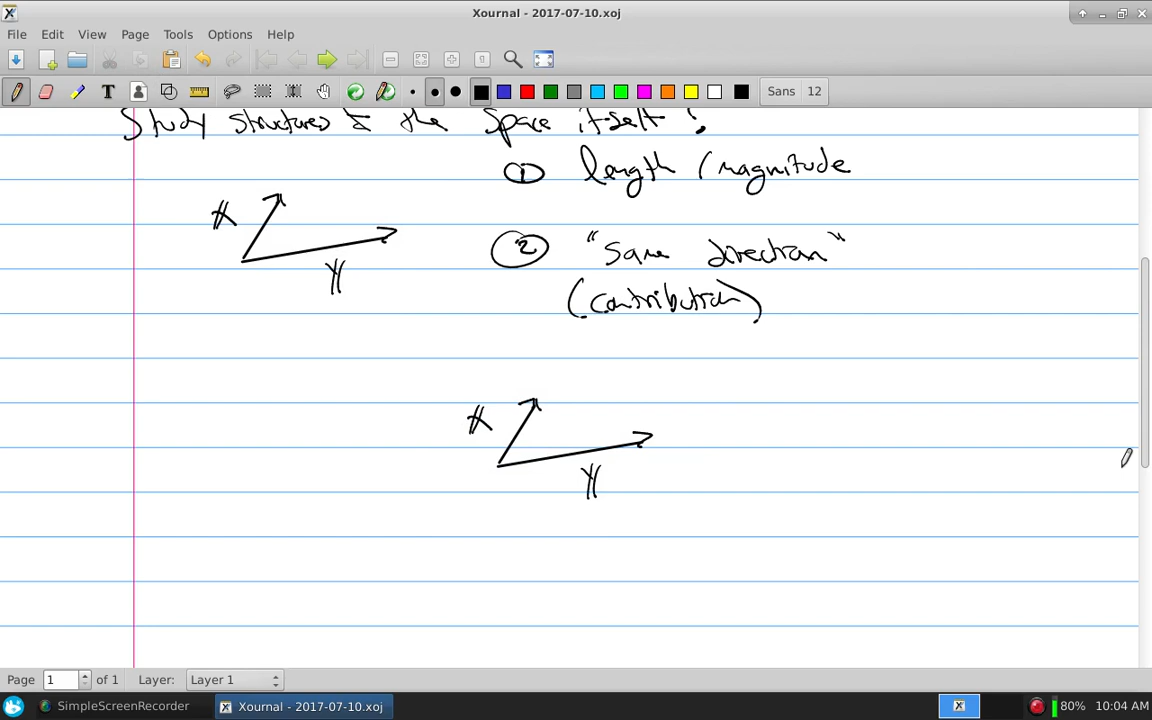 Xournal - 2017-07-10.xoj
File Edit View Page Tools Options Help
Sans 12
Study structures the Space itself :
① length (magnitude
X
Y
② "Same direction"
(contribution)
X
Y
Page 1 of 1 Layer: Layer 1
SimpleScreenRecorder Xournal - 2017-07-10.xoj 80% 10:04 AM